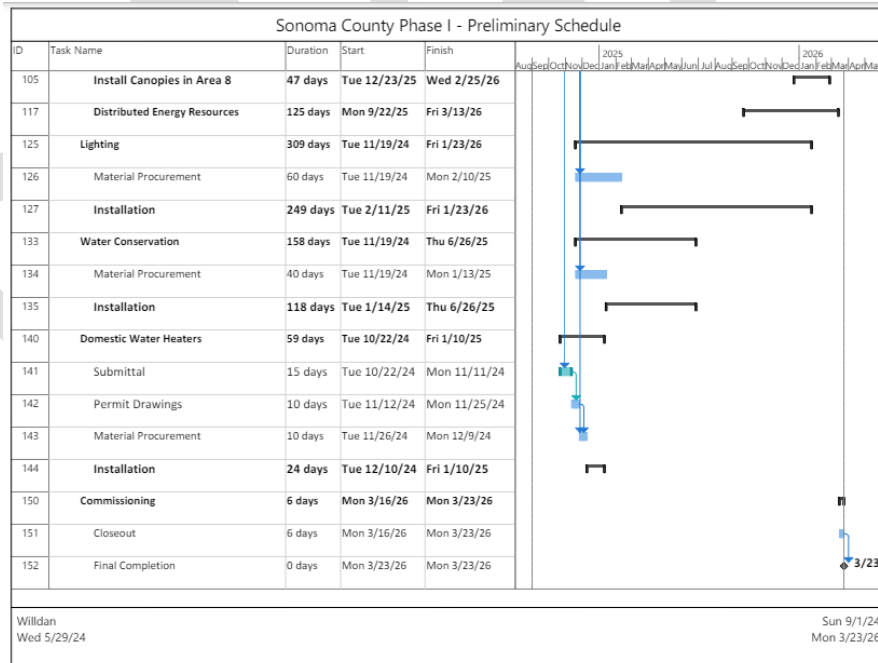 Sonoma County Phase I - Preliminary Schedule
ID Task Name Duration Start Finish 2025 2026
Aug Sep Oct Nov Dec Jan Feb Mar Apr May Jun Jul Aug Sep Oct Nov Dec Jan Feb Mar Apr Ma
105 Install Canopies in Area 8 47 days Tue 12/23/25 Wed 2/25/26
117 Distributed Energy Resources 125 days Mon 9/22/25 Fri 3/13/26
125 Lighting 309 days Tue 11/19/24 Fri 1/23/26
126 Material Procurement 60 days Tue 11/19/24 Mon 2/10/25
127 Installation 249 days Tue 2/11/25 Fri 1/23/26
133 Water Conservation 158 days Tue 11/19/24 Thu 6/26/25
134 Material Procurement 40 days Tue 11/19/24 Mon 1/13/25
135 Installation 118 days Tue 1/14/25 Thu 6/26/25
140 Domestic Water Heaters 59 days Tue 10/22/24 Fri 1/10/25
141 Submittal 15 days Tue 10/22/24 Mon 11/11/24
142 Permit Drawings 10 days Tue 11/12/24 Mon 11/25/24
143 Material Procurement 10 days Tue 11/26/24 Mon 12/9/24
144 Installation 24 days Tue 12/10/24 Fri 1/10/25
150 Commissioning 6 days Mon 3/16/26 Mon 3/23/26
151 Closeout 6 days Mon 3/16/26 Mon 3/23/26
152 Final Completion 0 days Mon 3/23/26 Mon 3/23/26 3/23
Willdan Sun 9/1/24
Wed 5/29/24 Mon 3/23/26